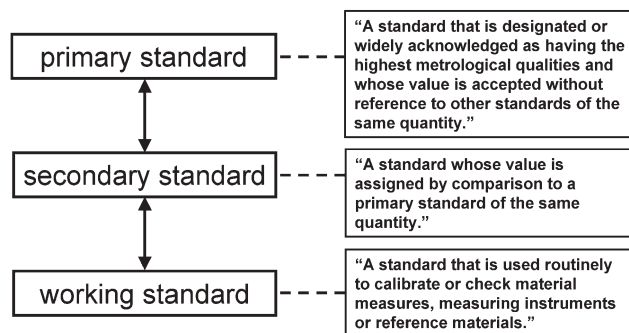 primary standard
“A standard that is designated or
widely acknowledged as having the
highest metrological qualities and
whose value is accepted without
reference to other standards of the
same quantity.”
secondary standard
“A standard whose value is
assigned by comparison to a
primary standard of the same
quantity.”
working standard
“A standard that is used routinely
to calibrate or check material
measures, measuring instruments
or reference materials.”